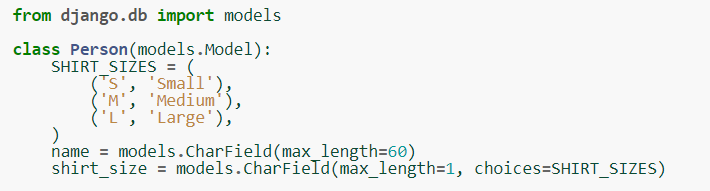 from django.db import models
class Person(models.Model):
    SHIRT_SIZES = (
        ('S', 'Small'),
        ('M', 'Medium'),
        ('L', 'Large'),
    )
    name = models.CharField(max_length=60)
    shirt_size = models.CharField(max_length=1, choices=SHIRT_SIZES)